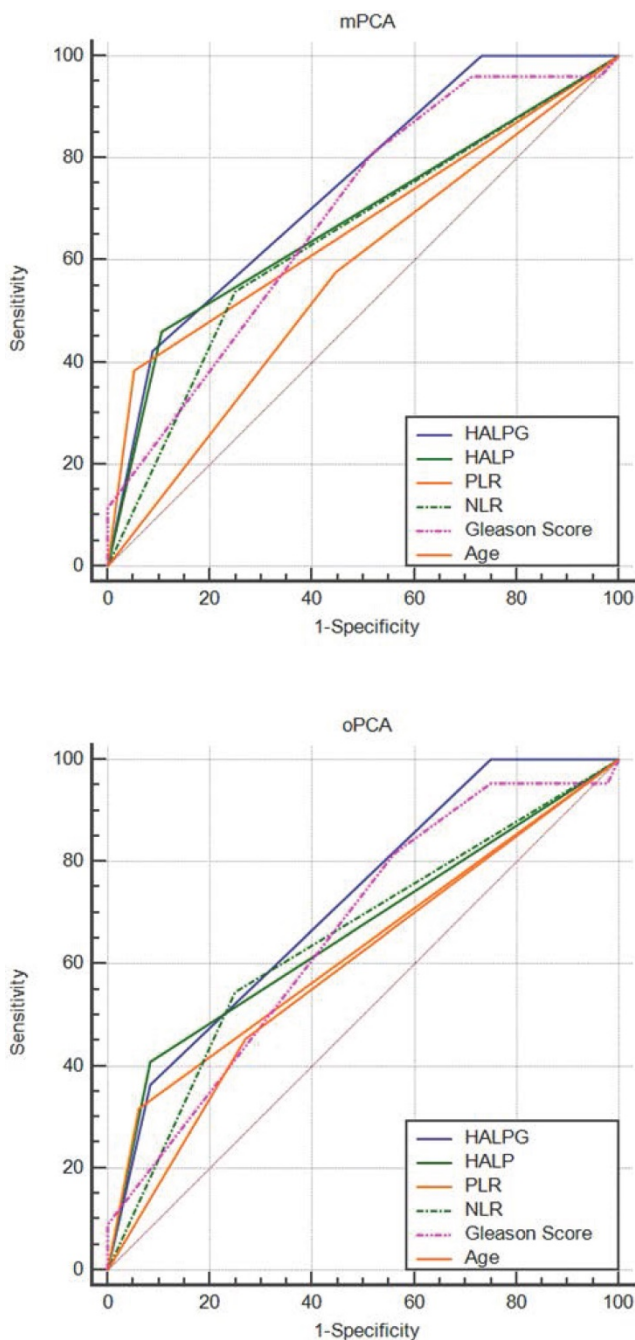 mPCA
100
80
60
40
20
0
Sensitivity
HALPG
HALP
PLR
NLR
Gleason Score
Age
0 20 40 60 80 100
1-Specificity
oPCA
100
80
60
40
20
0
Sensitivity
HALPG
HALP
PLR
NLR
Gleason Score
Age
0 20 40 60 80 100
1-Specificity